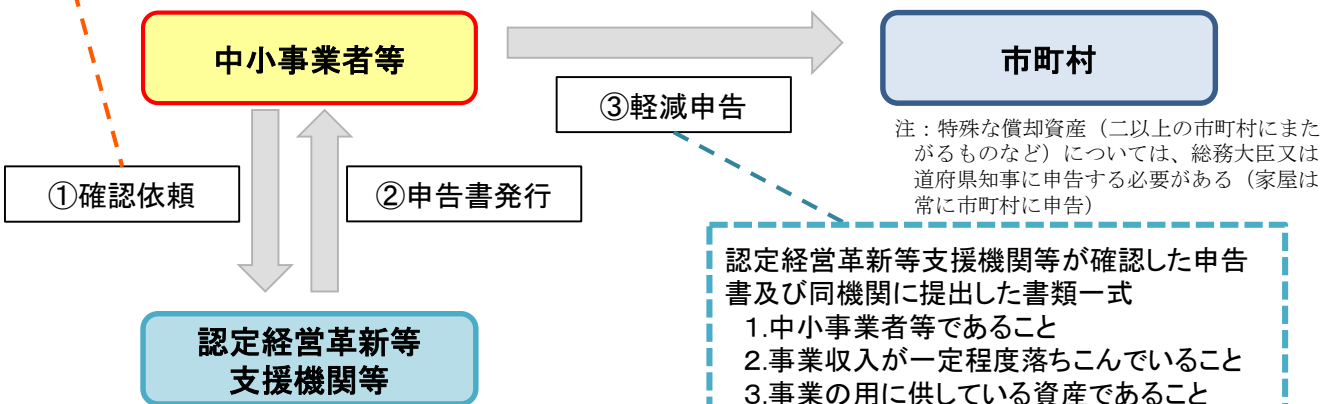 中小事業者等
市町村
③軽減申告
注：特殊な償却資産（二以上の市町村にまた
がるものなど）については、総務大臣又は
道府県知事に申告する必要がある（家屋は
常に市町村に申告）
①確認依頼
②申告書発行
認定経営革新等
支援機関等
認定経営革新等支援機関等が確認した申告
書及び同機関に提出した書類一式
1.中小事業者等であること
2.事業収入が一定程度落ちこんでいること
3.事業の用に供している資産であること